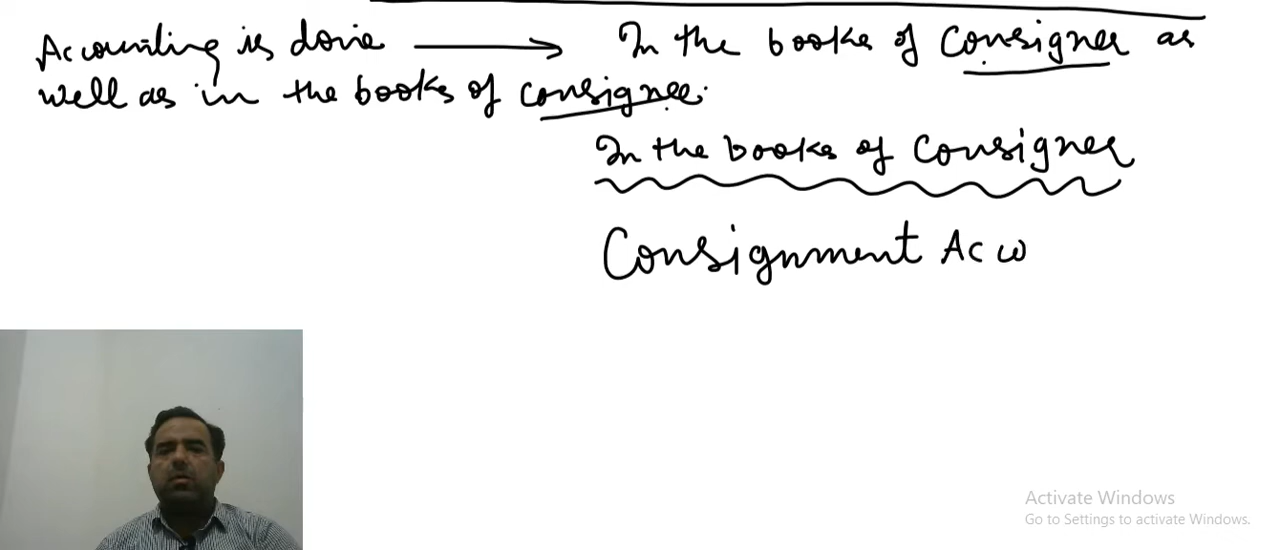 Accounting is done → In the books of Consigner as
well as in the books of consignee.
In the books of Consigner
Consignment Acco
Activate Windows
Go to Settings to activate Windows.